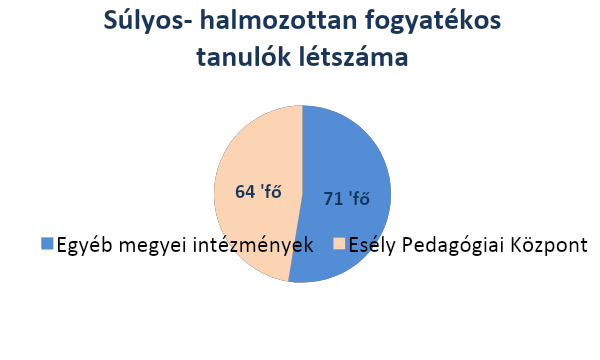 Súlyos- halmozottan fogyatékos
tanulók létszáma
64 'fő
71 'fő
Egyéb megyei intézmények
Esély Pedagógiai Központ